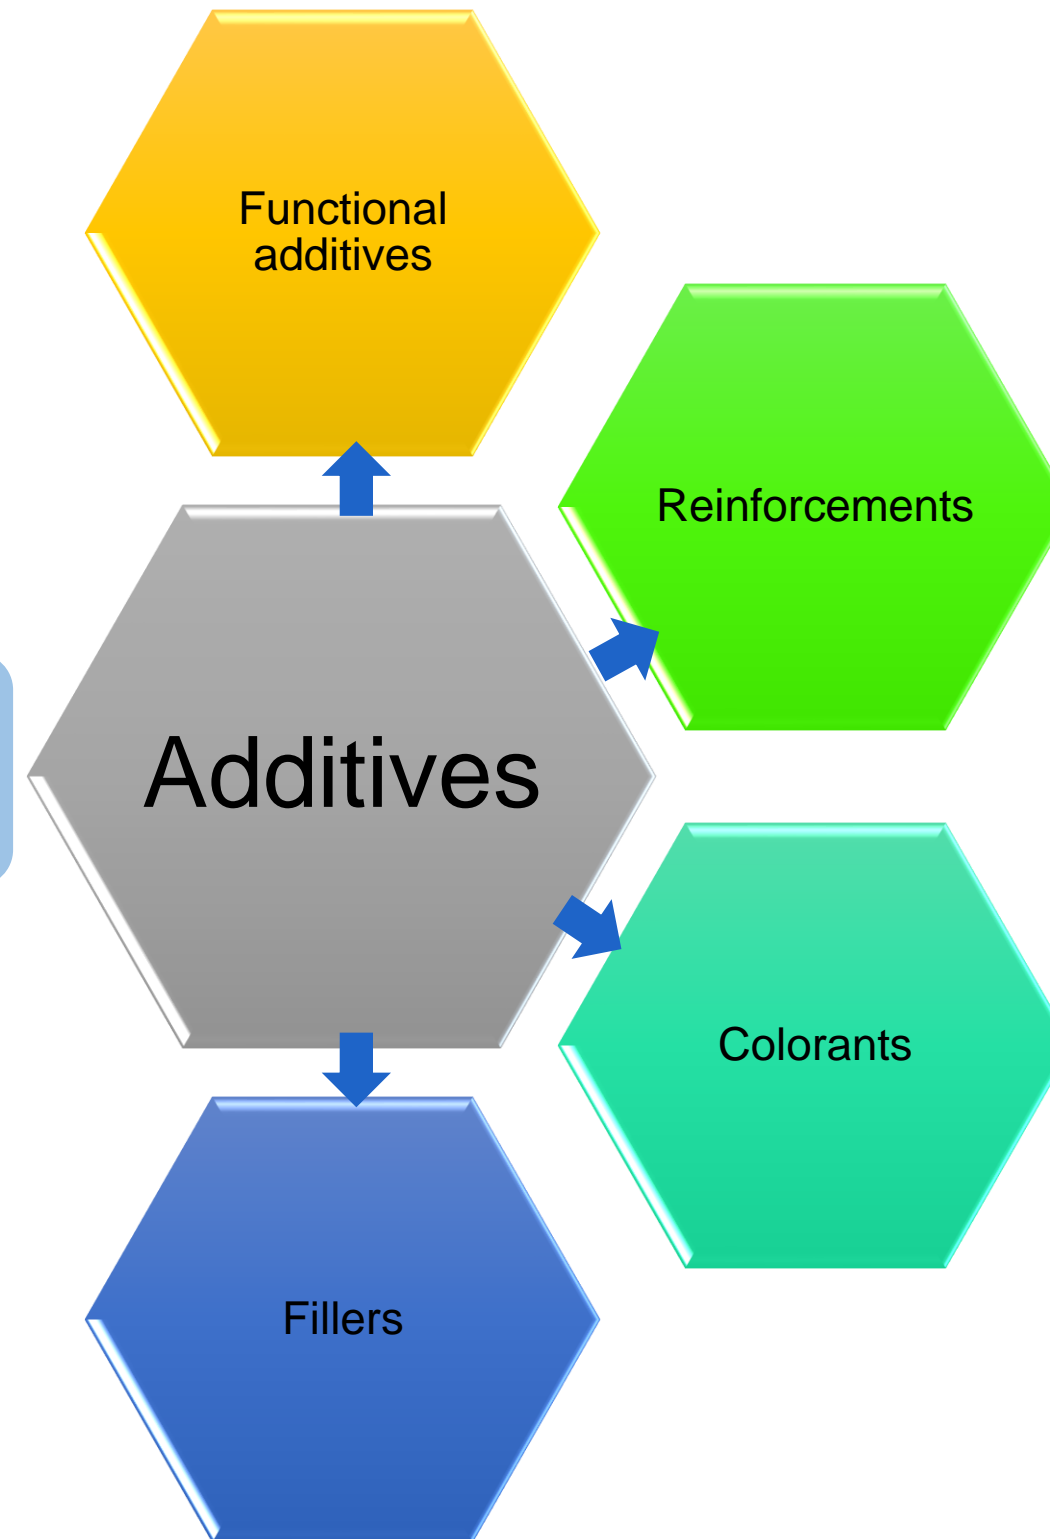 Functional
additives
Reinforcements
Additives
Colorants
Fillers